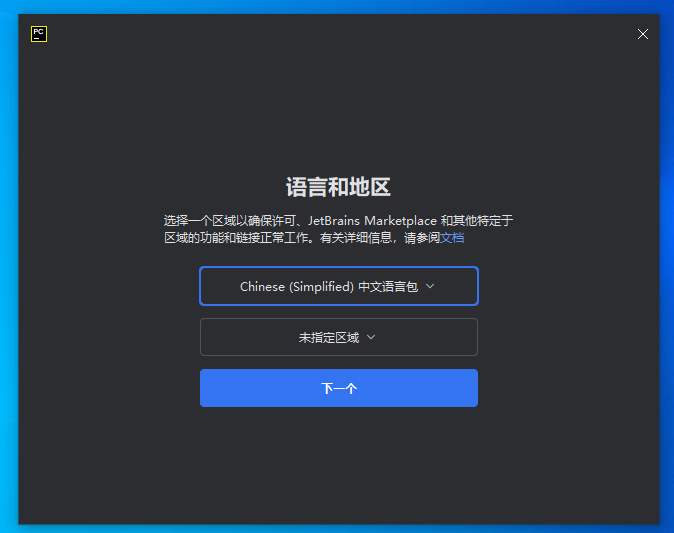 PC
语言和地区
选择一个区域以确保许可、JetBrains Marketplace 和其他特定于
区域的功能和链接正常工作。有关详细信息，请参阅文档
Chinese (Simplified) 中文语言包
未指定区域
下一个